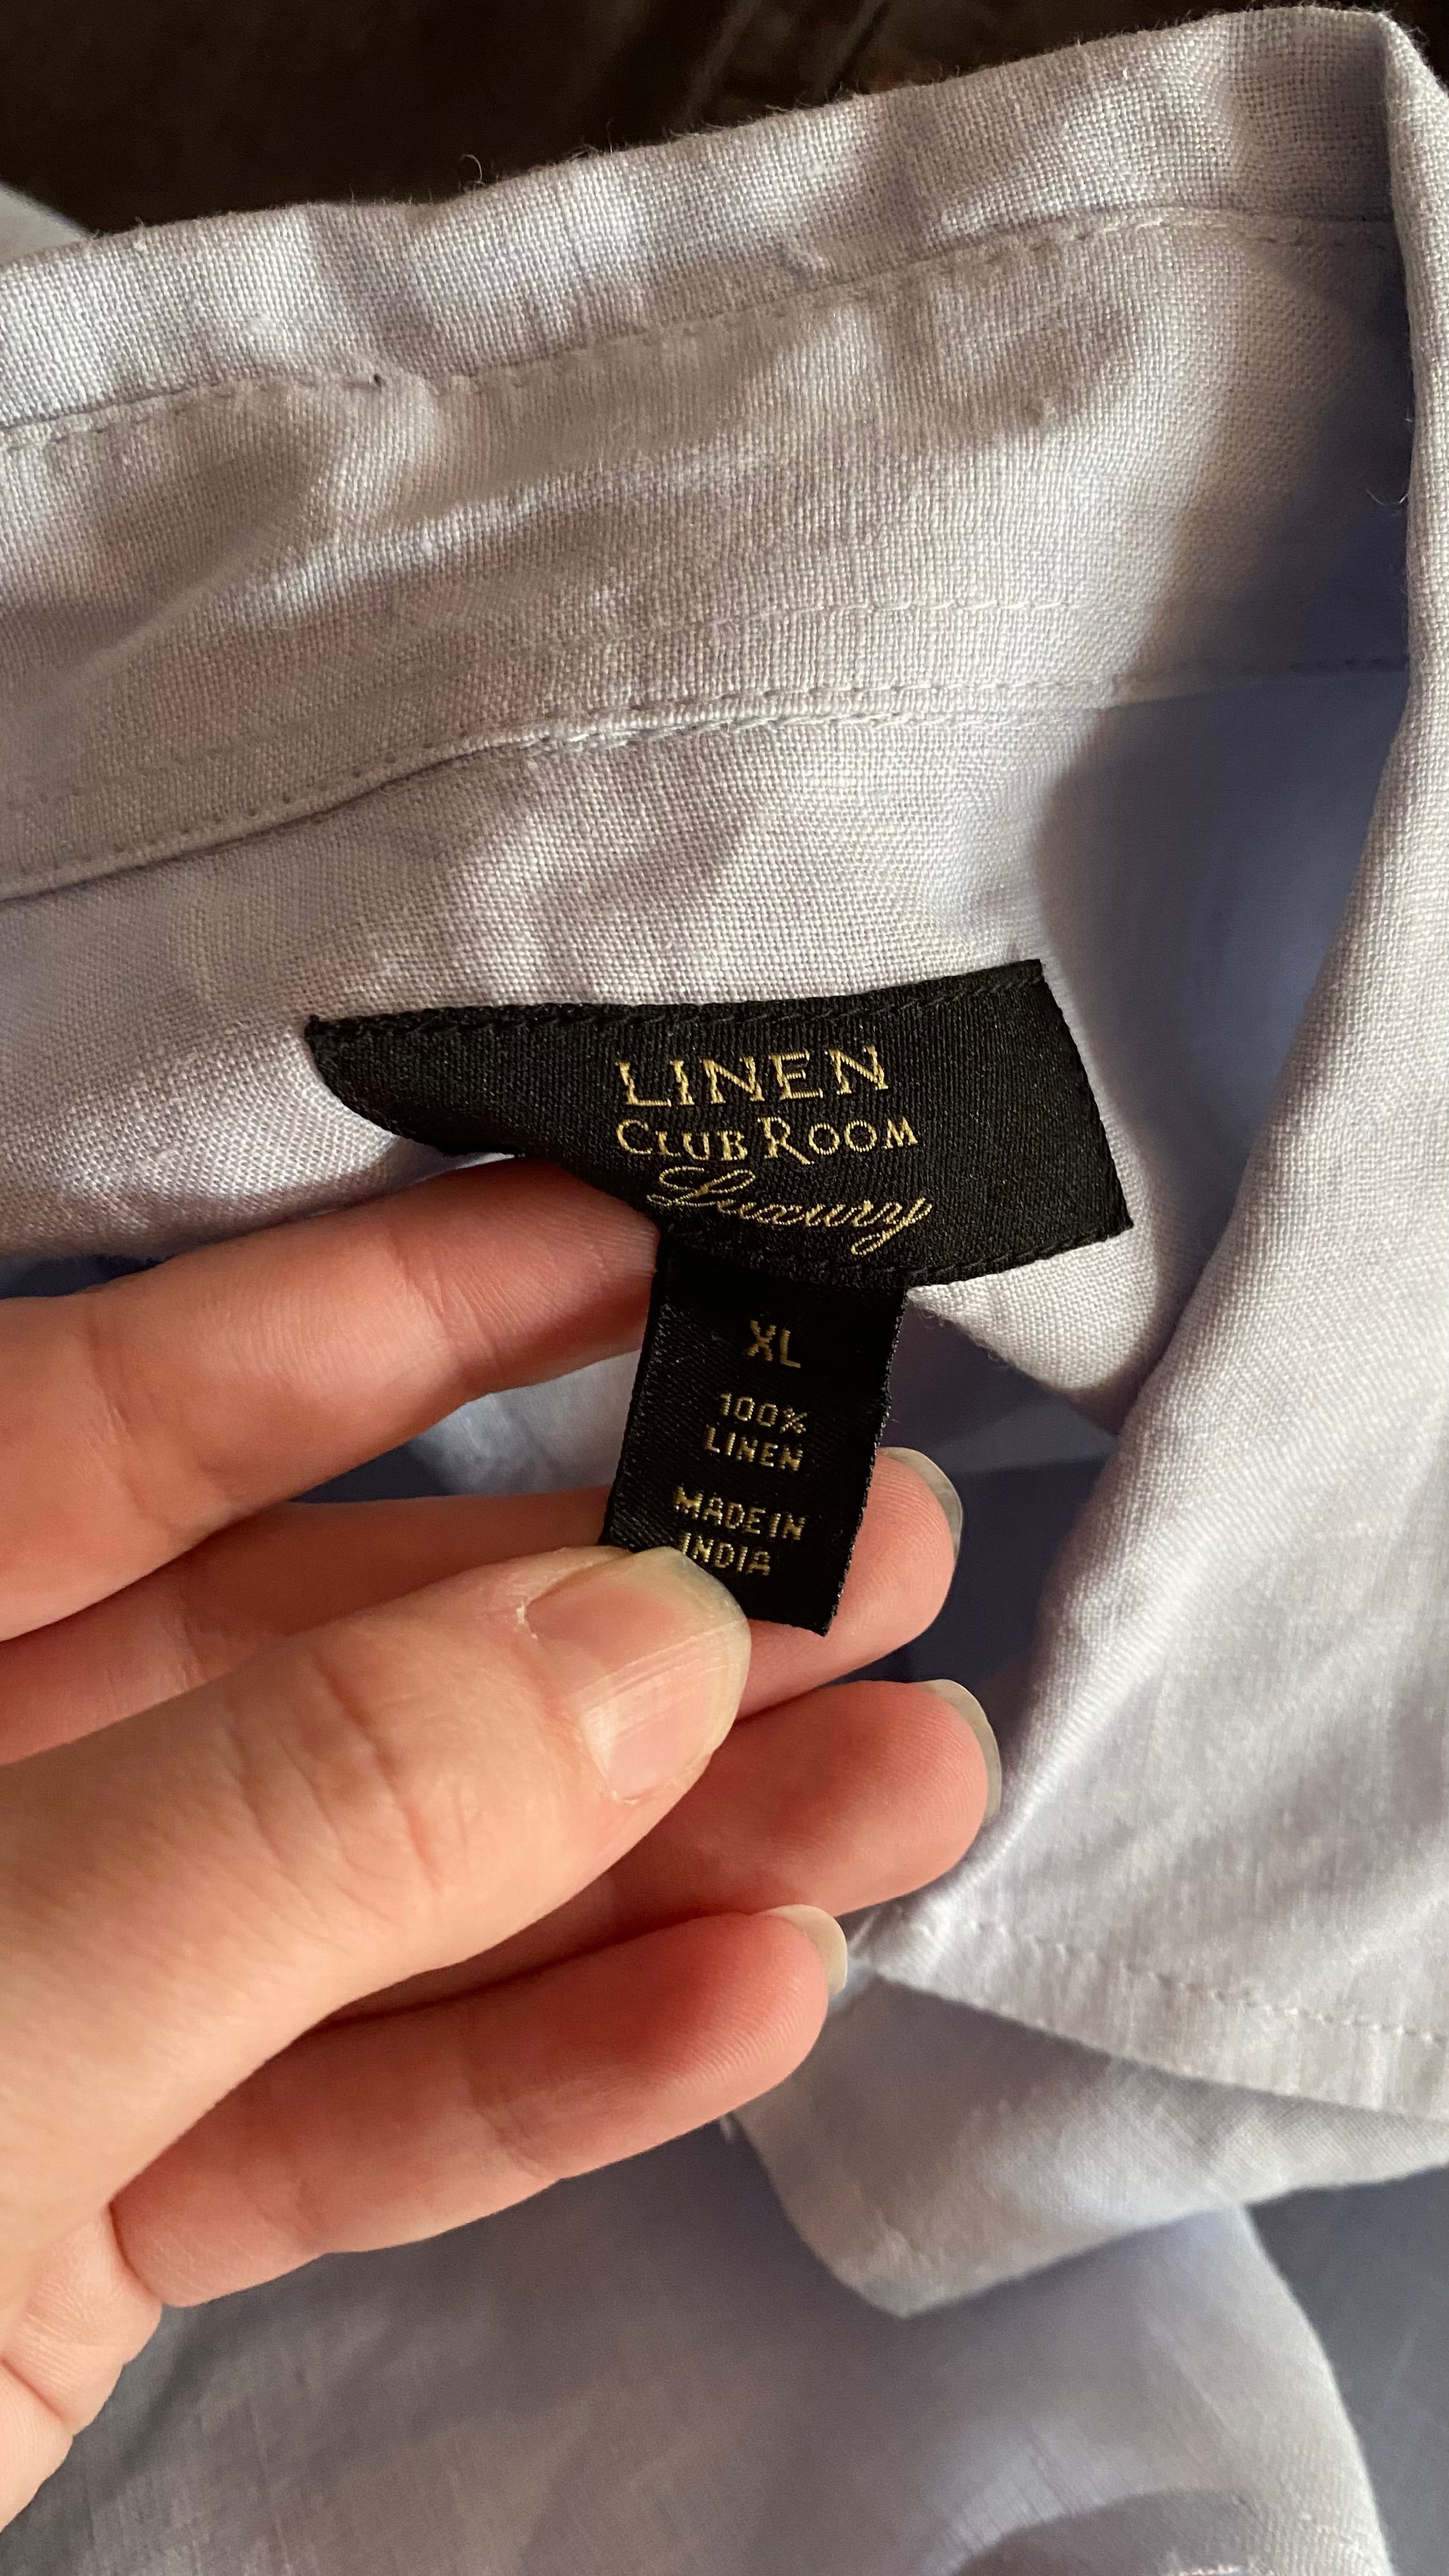 LINEN
CLUB ROOM
Luxury
XL
100%
LINEN
MADE IN
INDIA